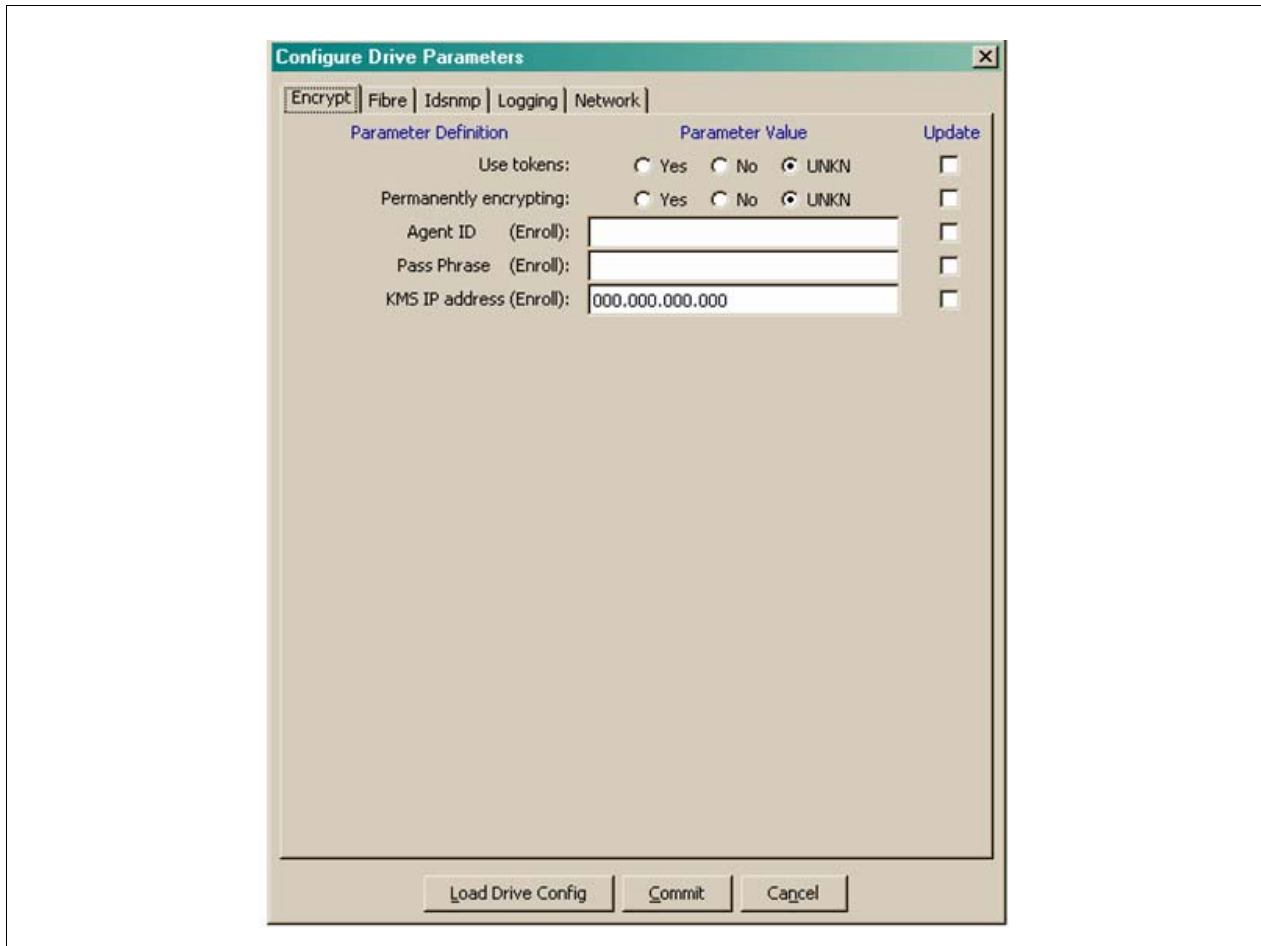 Configure Drive Parameters
Encrypt Fibre Idsnmp Logging Network
Parameter Definition Parameter Value Update
Use tokens: Yes No UNKN
Permanently encrypting: Yes No UNKN
Agent ID (Enroll):
Pass Phrase (Enroll):
KMS IP address (Enroll): 000.000.000.000
Load Drive Config Commit Cancel